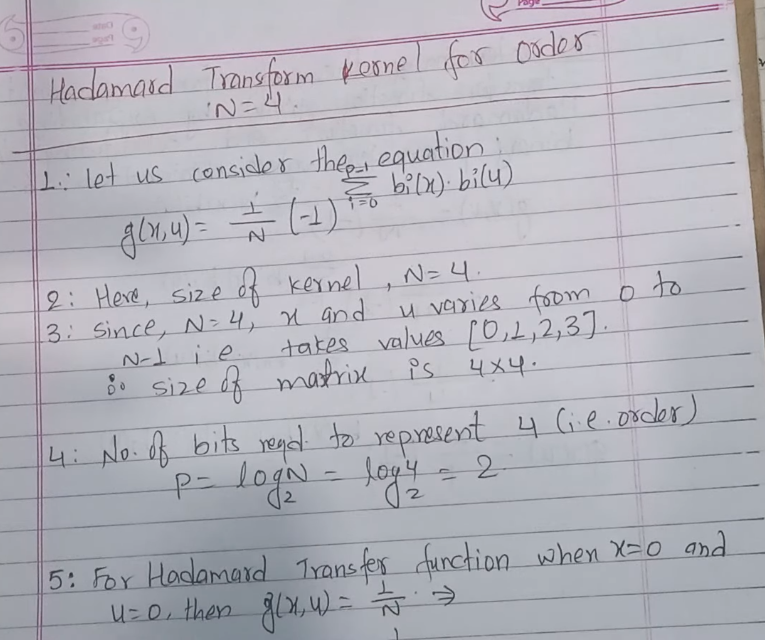 Page
Hadamard Transform Kernel for order
N=4.
1: let us consider the equation:
g(x,u) = 1/N (-1)^{\sum_{i=0}^{p-1} bi(x)·bi(u)}
2: Here, size of kernel, N=4.
3: since, N=4, x and u varies from 0 to
N-1 i e takes values [0,1,2,3].
∴ size of matrix is 4x4.
4: No. of bits reqd. to represent 4 (i.e. order)
P = log₂N = log₂4 = 2
5: For Hadamard Transfer function when x=0 and
u=0, then g(x,u) = 1/N. ⇒